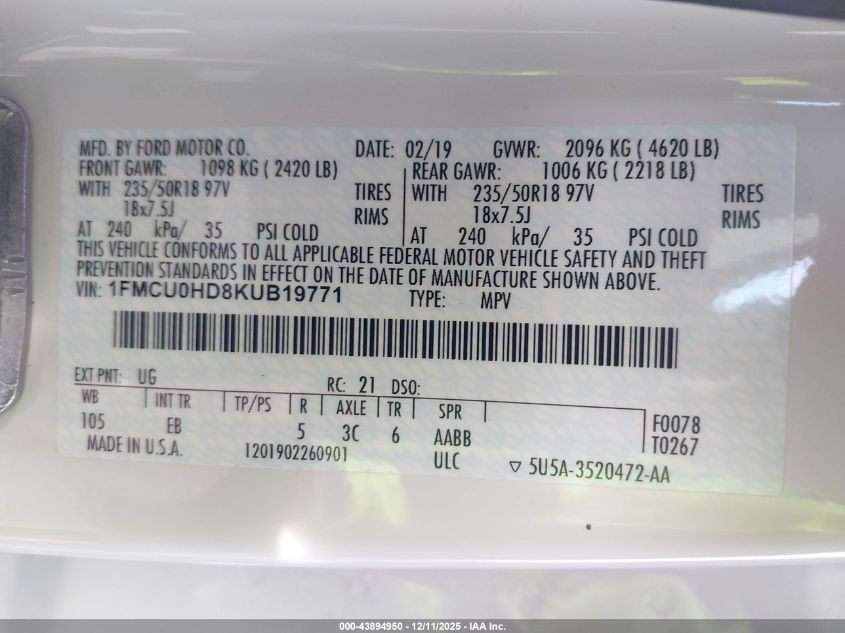 MFD. BY FORD MOTOR CO. DATE: 02/19 GVWR: 2096 KG ( 4620 LB)
FRONT GAWR: 1098 KG ( 2420 LB) REAR GAWR: 1006 KG ( 2218 LB)
WITH 235/50R18 97V TIRES WITH 235/50R18 97V TIRES
18x7.5J RIMS 18x7.5J RIMS
AT 240 kPa/ 35 PSI COLD AT 240 kPa/ 35 PSI COLD
THIS VEHICLE CONFORMS TO ALL APPLICABLE FEDERAL MOTOR VEHICLE SAFETY AND THEFT
PREVENTION STANDARDS IN EFFECT ON THE DATE OF MANUFACTURE SHOWN ABOVE.
VIN: 1FMCU0HD8KUB19771 TYPE: MPV
EXT PNT: UG RC: 21 DSO:
WB INT TR TP/PS R AXLE TR SPR
105 EB 5 3C 6 AABB F0078
MADE IN U.S.A. 1201902260901 ULC T0267
5U5A-3520472-AA
000-43894950 - 12/11/2025 - IAA Inc.